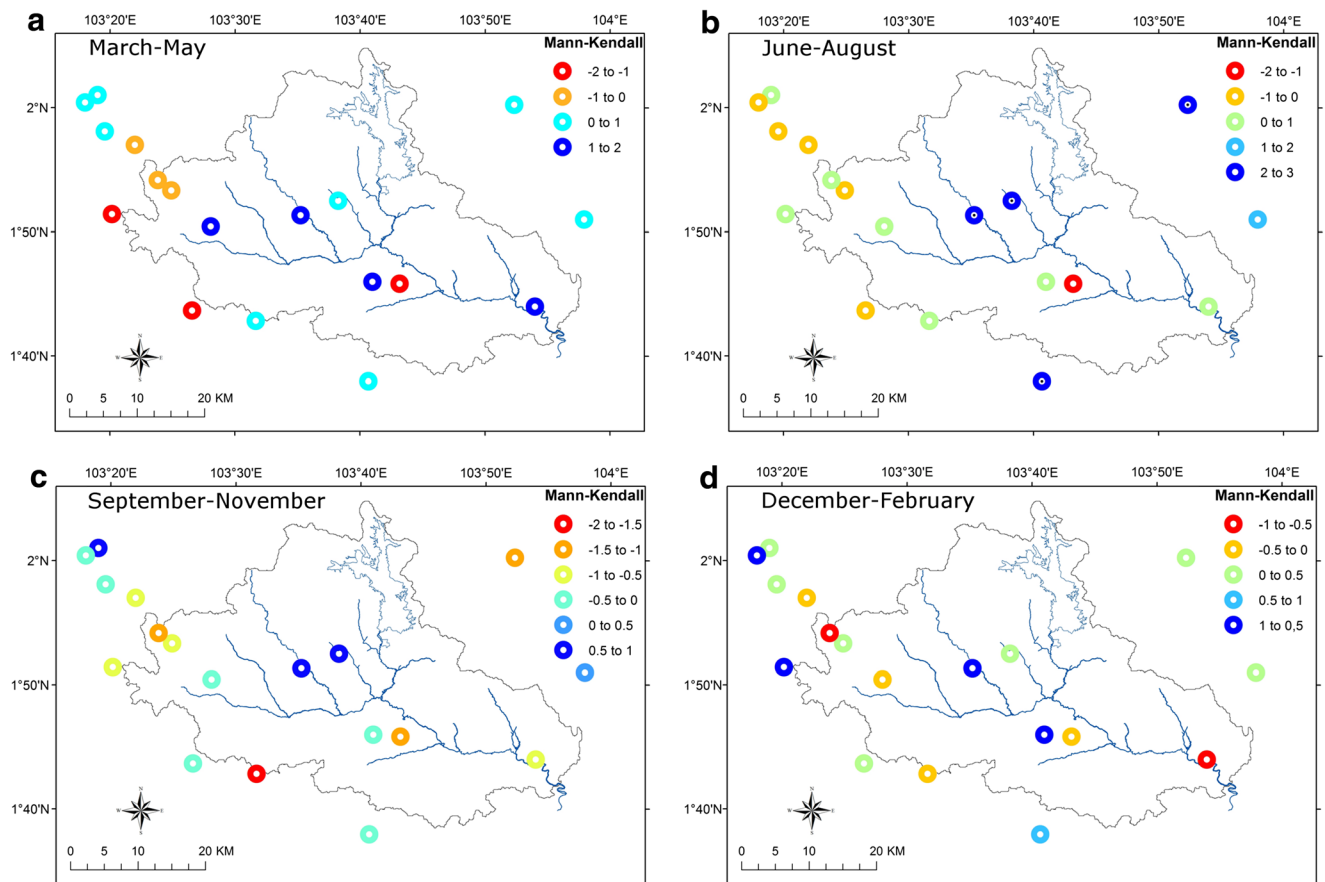 a
103°20'E 103°30'E 103°40'E 103°50'E 104°E
March-May
Mann-Kendall
-2 to -1
-1 to 0
0 to 1
1 to 2
2°N
1°50'N
1°40'N
N
W E
S
0 5 10 20 KM
b
103°20'E 103°30'E 103°40'E 103°50'E 104°E
June-August
Mann-Kendall
-2 to -1
-1 to 0
0 to 1
1 to 2
2 to 3
2°N
1°50'N
1°40'N
N
W E
S
0 5 10 20 KM
c
103°20'E 103°30'E 103°40'E 103°50'E 104°E
September-November
Mann-Kendall
-2 to -1.5
-1.5 to -1
-1 to -0.5
-0.5 to 0
0 to 0.5
0.5 to 1
2°N
1°50'N
1°40'N
N
W E
S
0 5 10 20 KM
d
103°20'E 103°30'E 103°40'E 103°50'E 104°E
December-February
Mann-Kendall
-1 to -0.5
-0.5 to 0
0 to 0.5
0.5 to 1
1 to 0,5
2°N
1°50'N
1°40'N
N
W E
S
0 5 10 20 KM